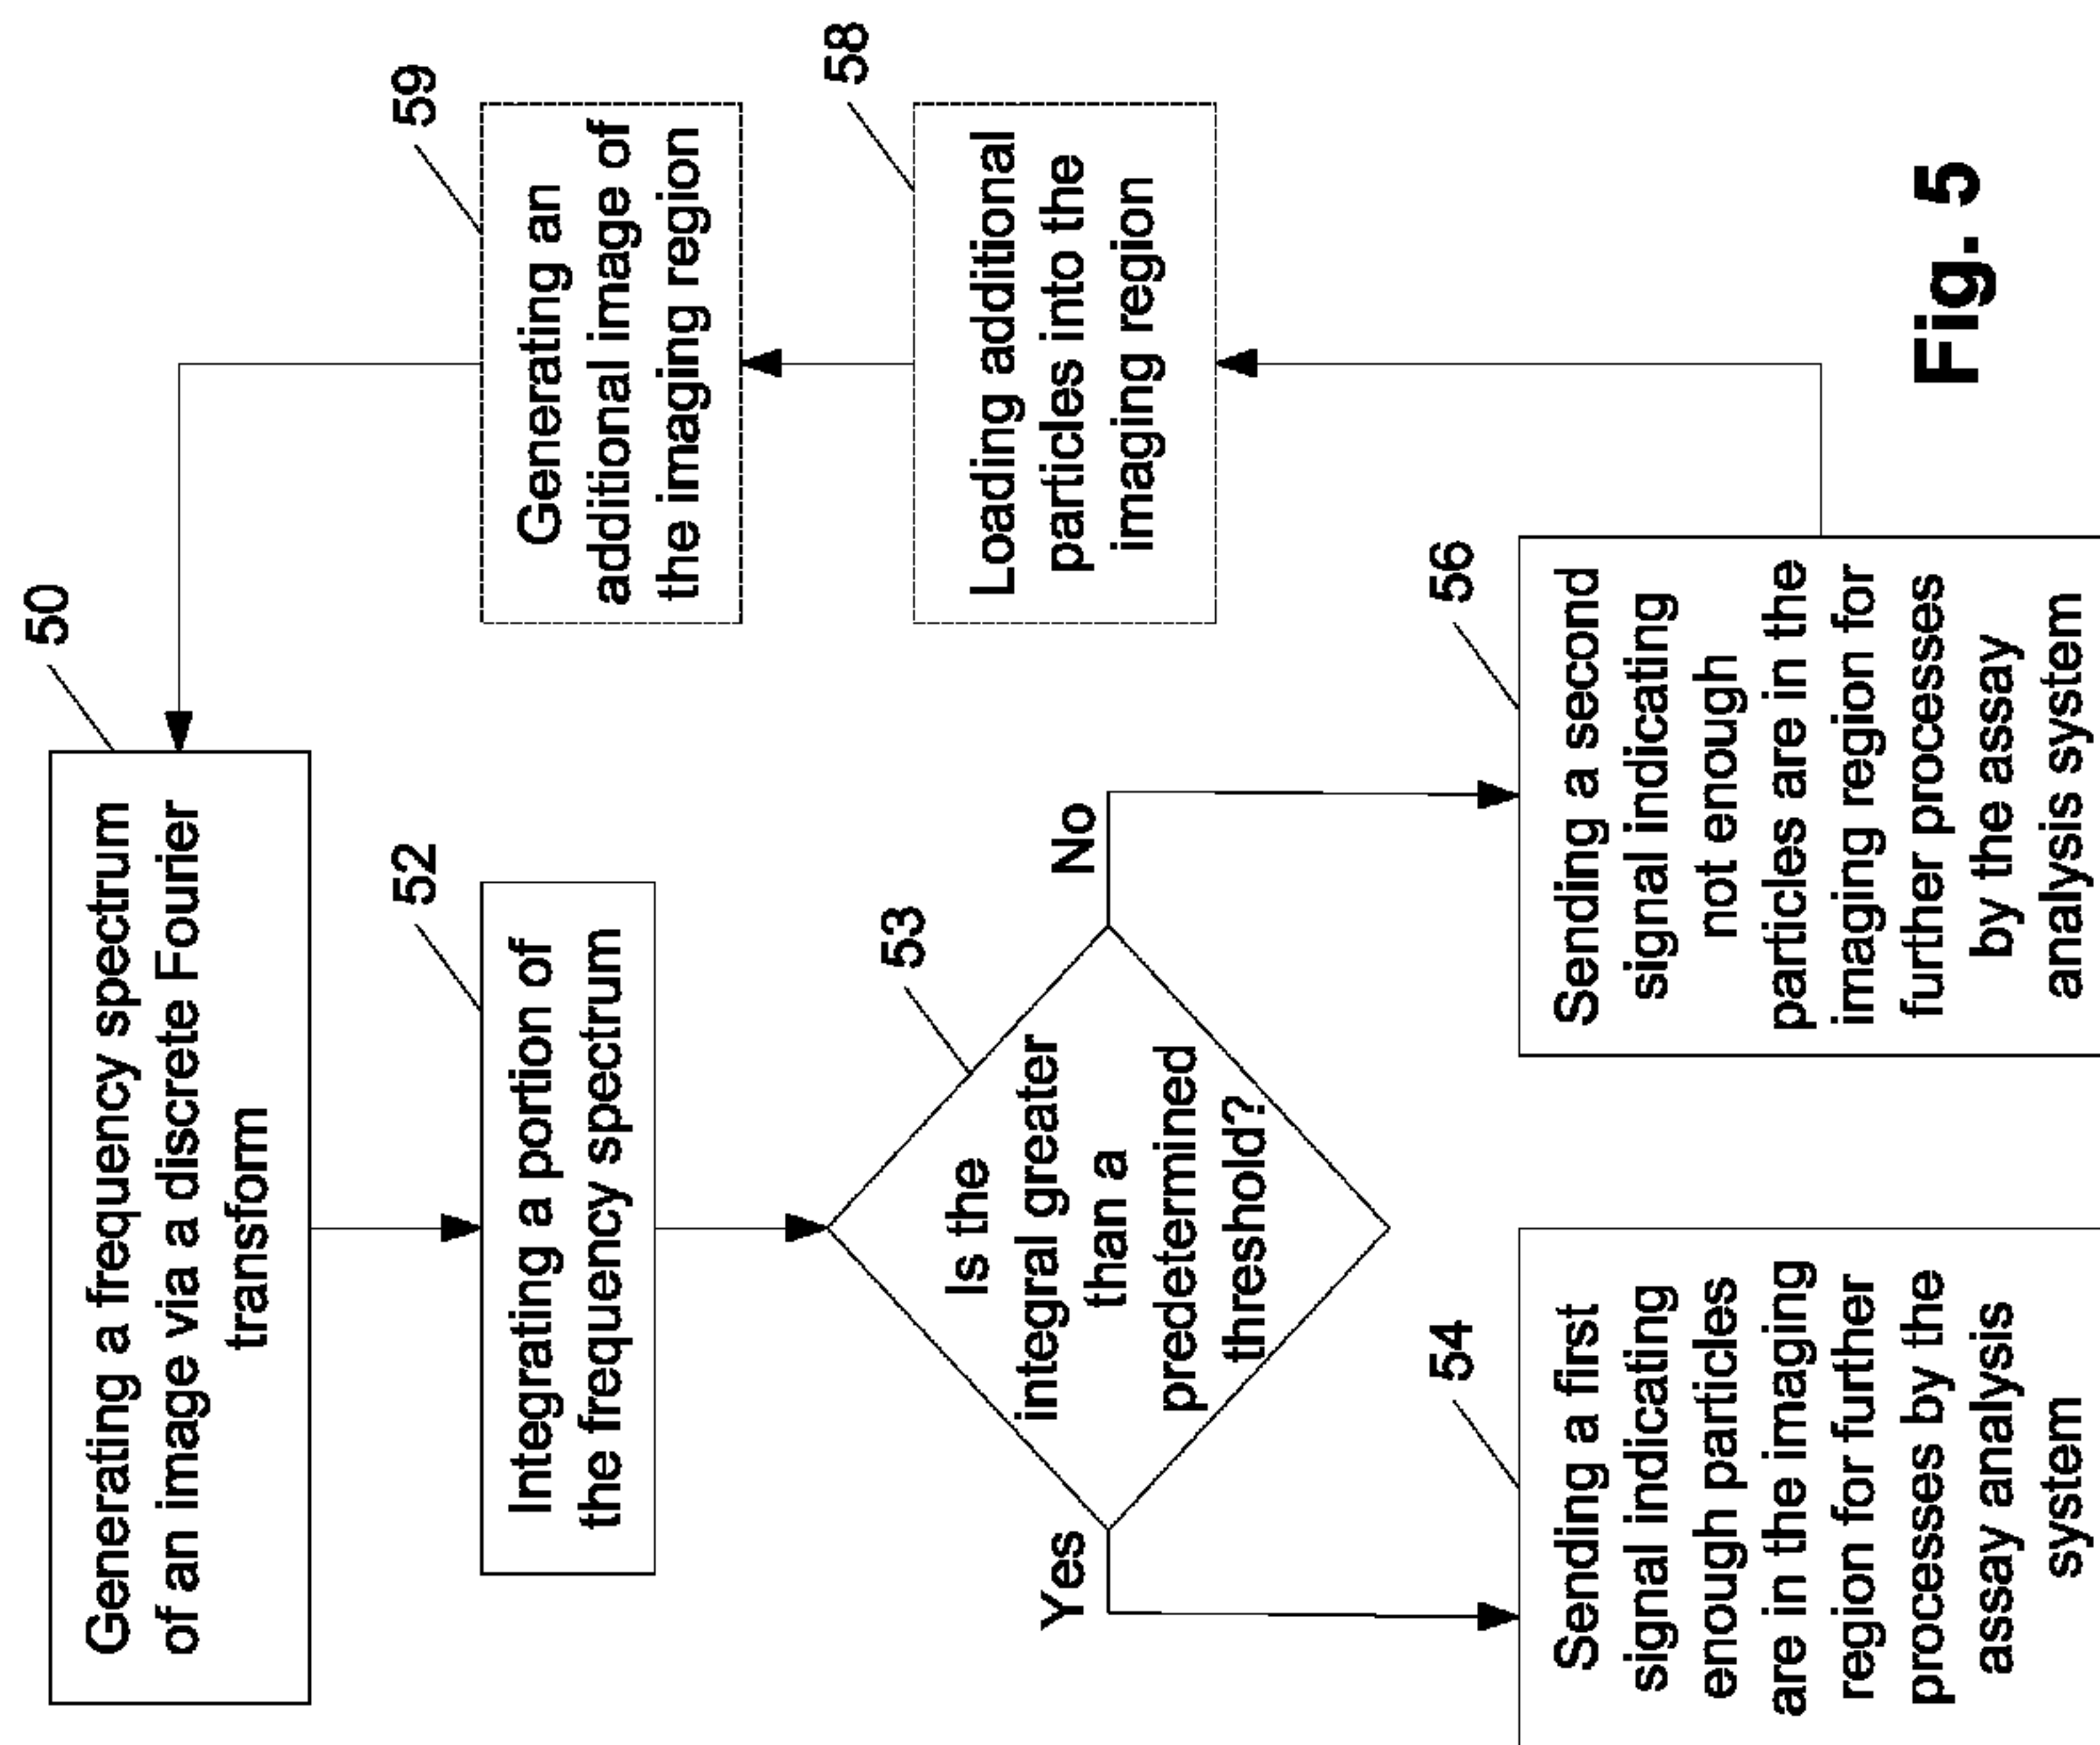 50
Generating a frequency spectrum
of an image via a discrete Fourier
transform
52
Integrating a portion of
the frequency spectrum
53
Is the
integral greater
than a
predetermined
threshold?
Yes
No
54
Sending a first
signal indicating
enough particles
are in the imaging
region for further
processes by the
assay analysis
system
56
Sending a second
signal indicating
not enough
particles are in the
imaging region for
further processes
by the assay
analysis system
58
Loading additional
particles into the
imaging region
59
Generating an
additional image of
the imaging region
Fig. 5